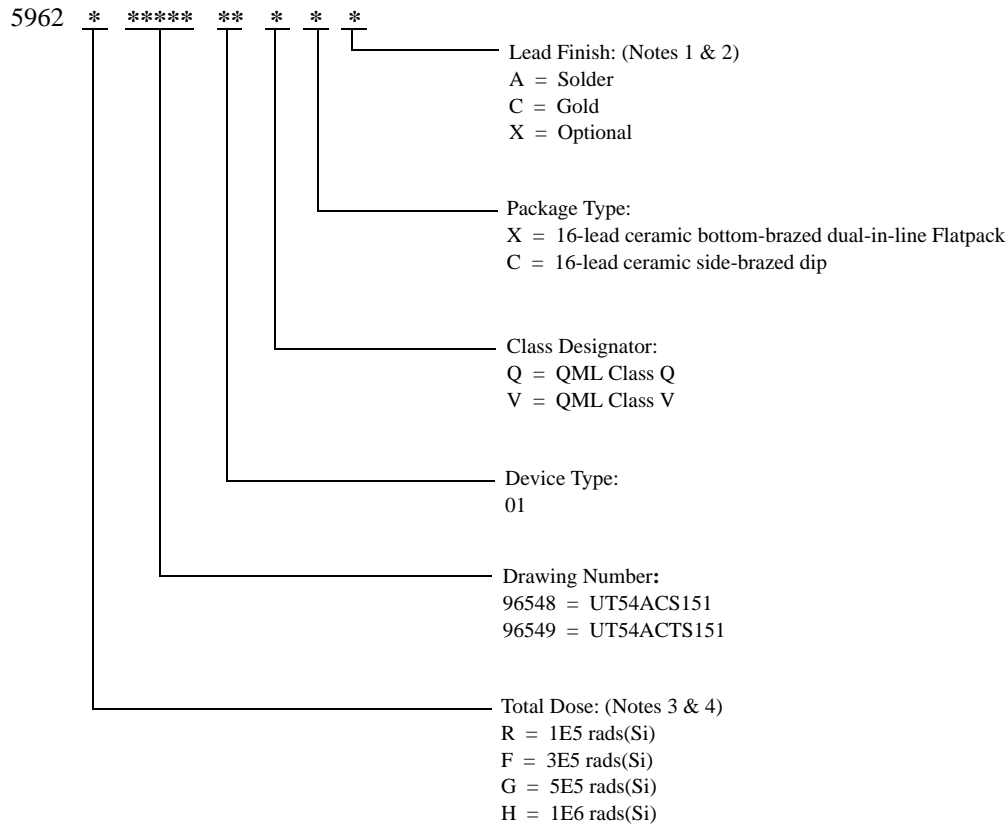 5962 * ***** ** * * *
Lead Finish: (Notes 1 & 2)
A = Solder
C = Gold
X = Optional
Package Type:
X = 16-lead ceramic bottom-brazed dual-in-line Flatpack
C = 16-lead ceramic side-brazed dip
Class Designator:
Q = QML Class Q
V = QML Class V
Device Type:
01
Drawing Number:
96548 = UT54ACS151
96549 = UT54ACTS151
Total Dose: (Notes 3 & 4)
R = 1E5 rads(Si)
F = 3E5 rads(Si)
G = 5E5 rads(Si)
H = 1E6 rads(Si)